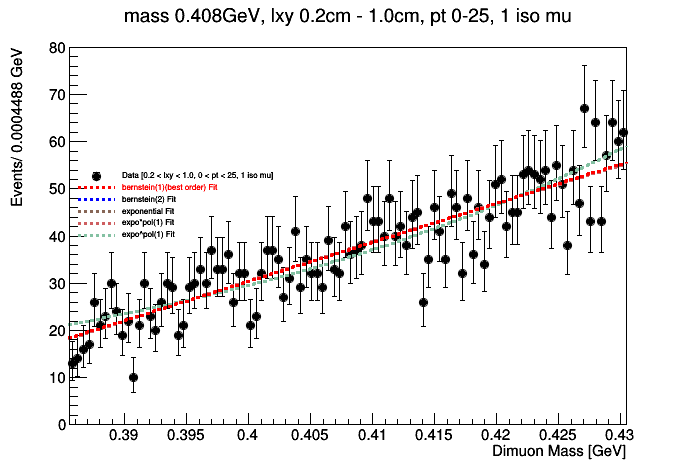 mass 0.408GeV, lxy 0.2cm - 1.0cm, pt 0-25, 1 iso mu
Events/ 0.0004488 GeV
80
70
60
50
40
30
20
10
0
Data [0.2 < lxy < 1.0, 0 < pt < 25, 1 iso mu]
bernstein(1)(best order) Fit
bernstein(2) Fit
exponential Fit
expo*pol(1) Fit
expo^pol(1) Fit
0.39 0.395 0.4 0.405 0.41 0.415 0.42 0.425 0.43
Dimuon Mass [GeV]